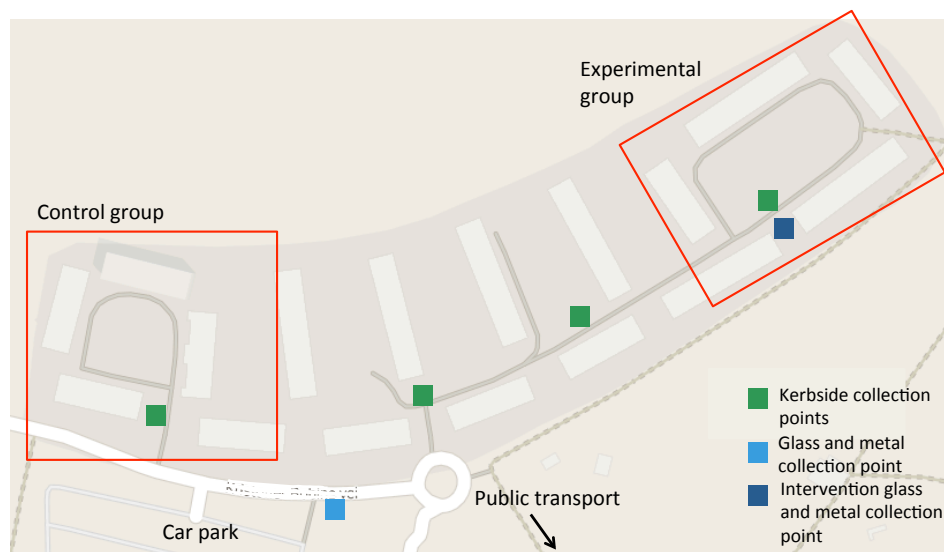 Experimental
group
Control group
Kerbside collection
points
Glass and metal
collection point
Intervention glass
and metal collection
point
Public transport
Car park